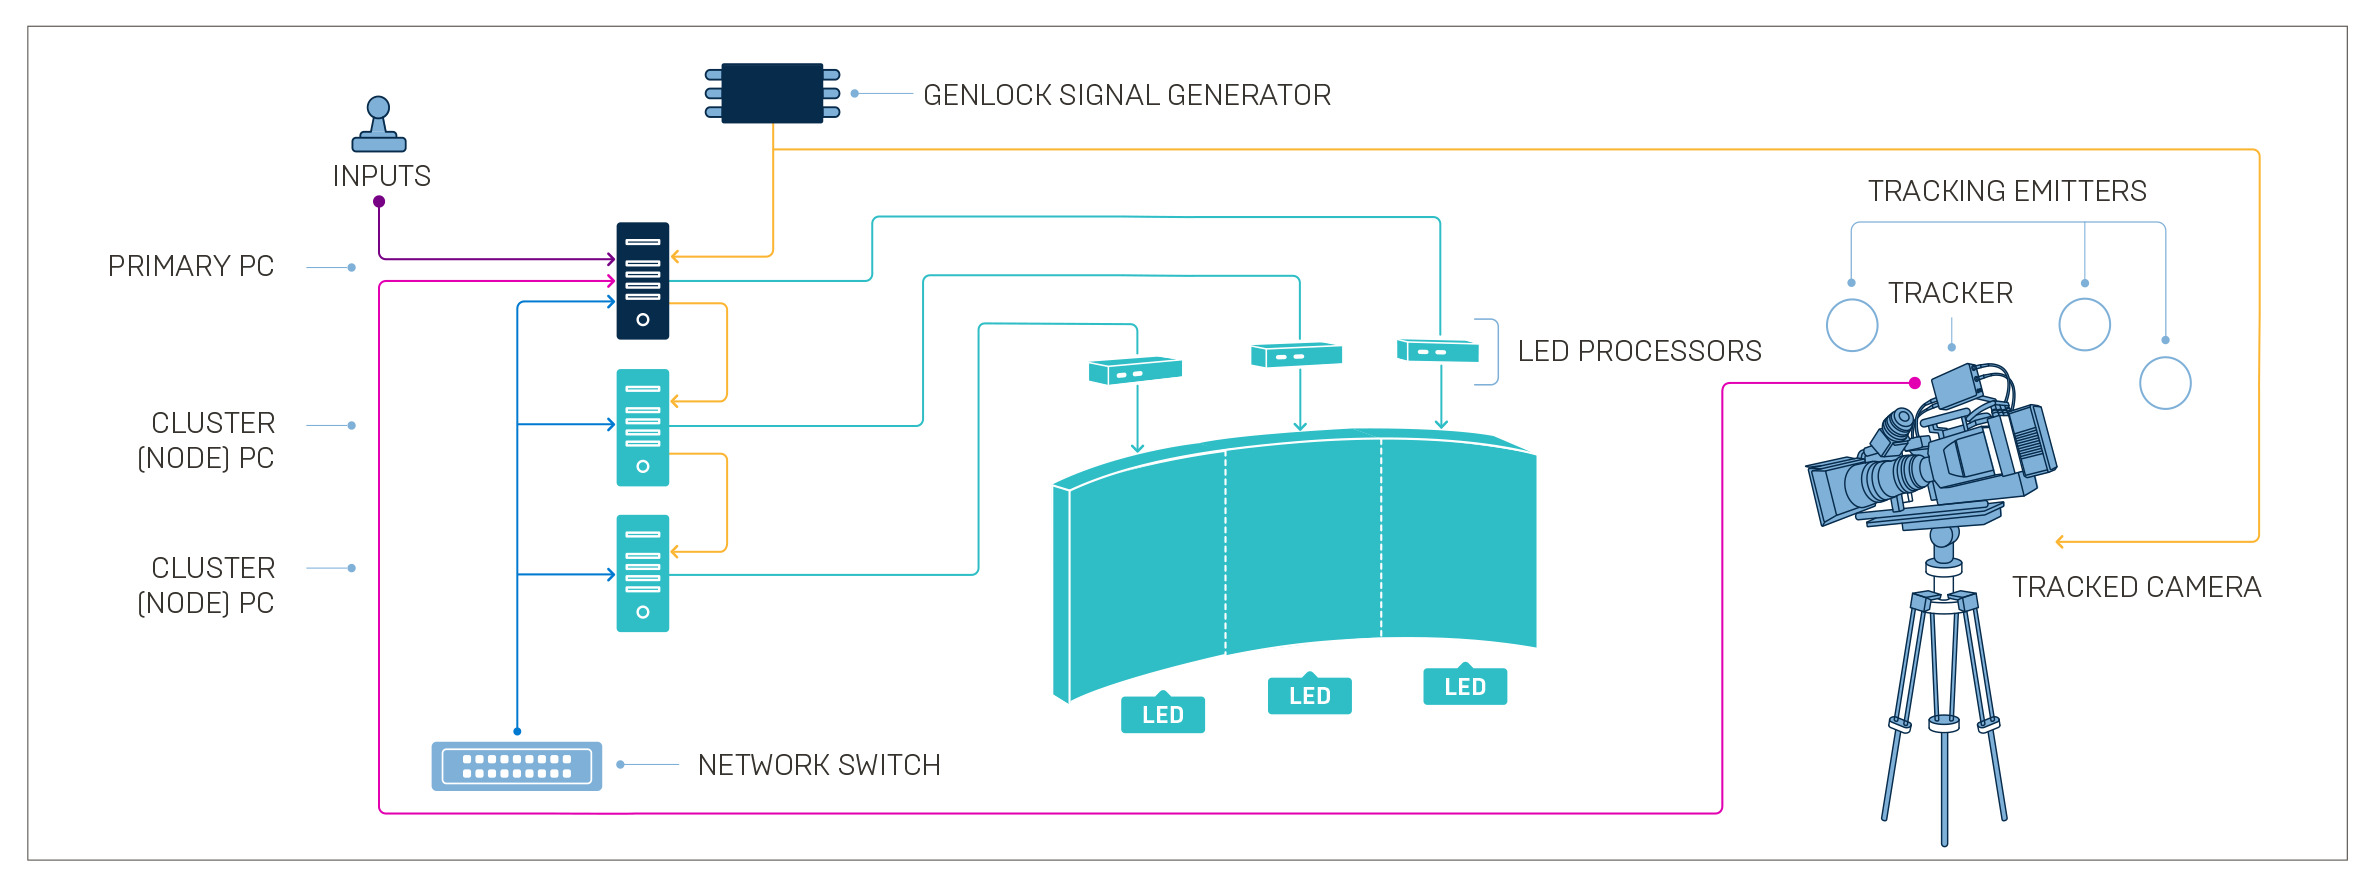 GENLOCK SIGNAL GENERATOR
INPUTS
TRACKING EMITTERS
PRIMARY PC
TRACKER
LED PROCESSORS
CLUSTER
(NODE) PC
CLUSTER
(NODE) PC
TRACKED CAMERA
LED
LED
LED
NETWORK SWITCH